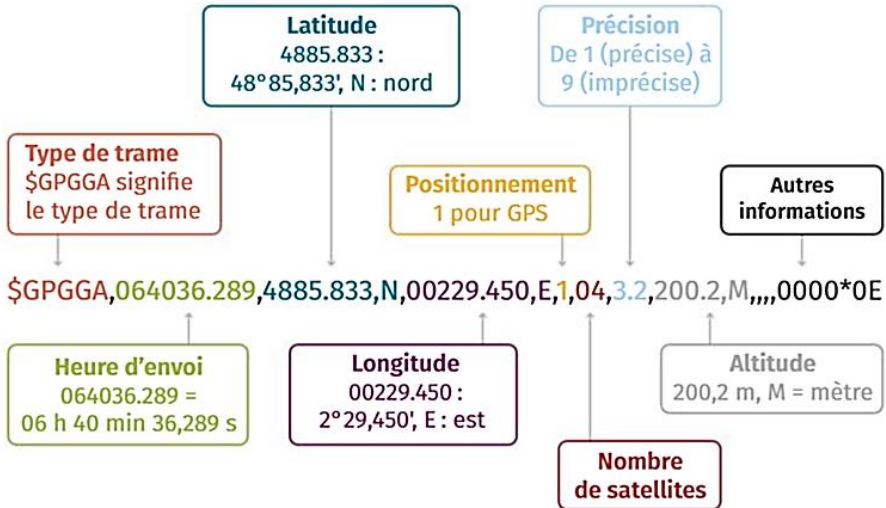 Latitude
4885.833 :
48°85,833', N : nord
Précision
De 1 (précise) à
9 (imprécise)
Type de trame
$GPGGA signifie
le type de trame
Positionnement
1 pour GPS
Autres
informations
$GPGGA,064036.289,4885.833,N,00229.450,E,1,04,3.2,200.2,M,,,,0000*0E
Heure d'envoi
064036.289 =
06 h 40 min 36,289 s
Longitude
00229.450 :
2°29,450', E : est
Altitude
200,2 m, M = mètre
Nombre
de satellites